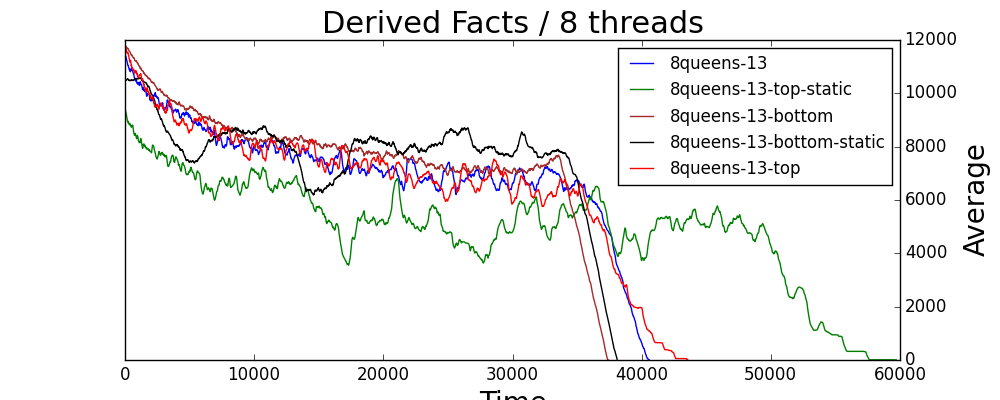 Derived Facts / 8 threads
8queens-13
8queens-13-top-static
8queens-13-bottom
8queens-13-bottom-static
8queens-13-top
12000
10000
8000
6000
4000
2000
0
Average
0 10000 20000 30000 40000 50000 60000
Time